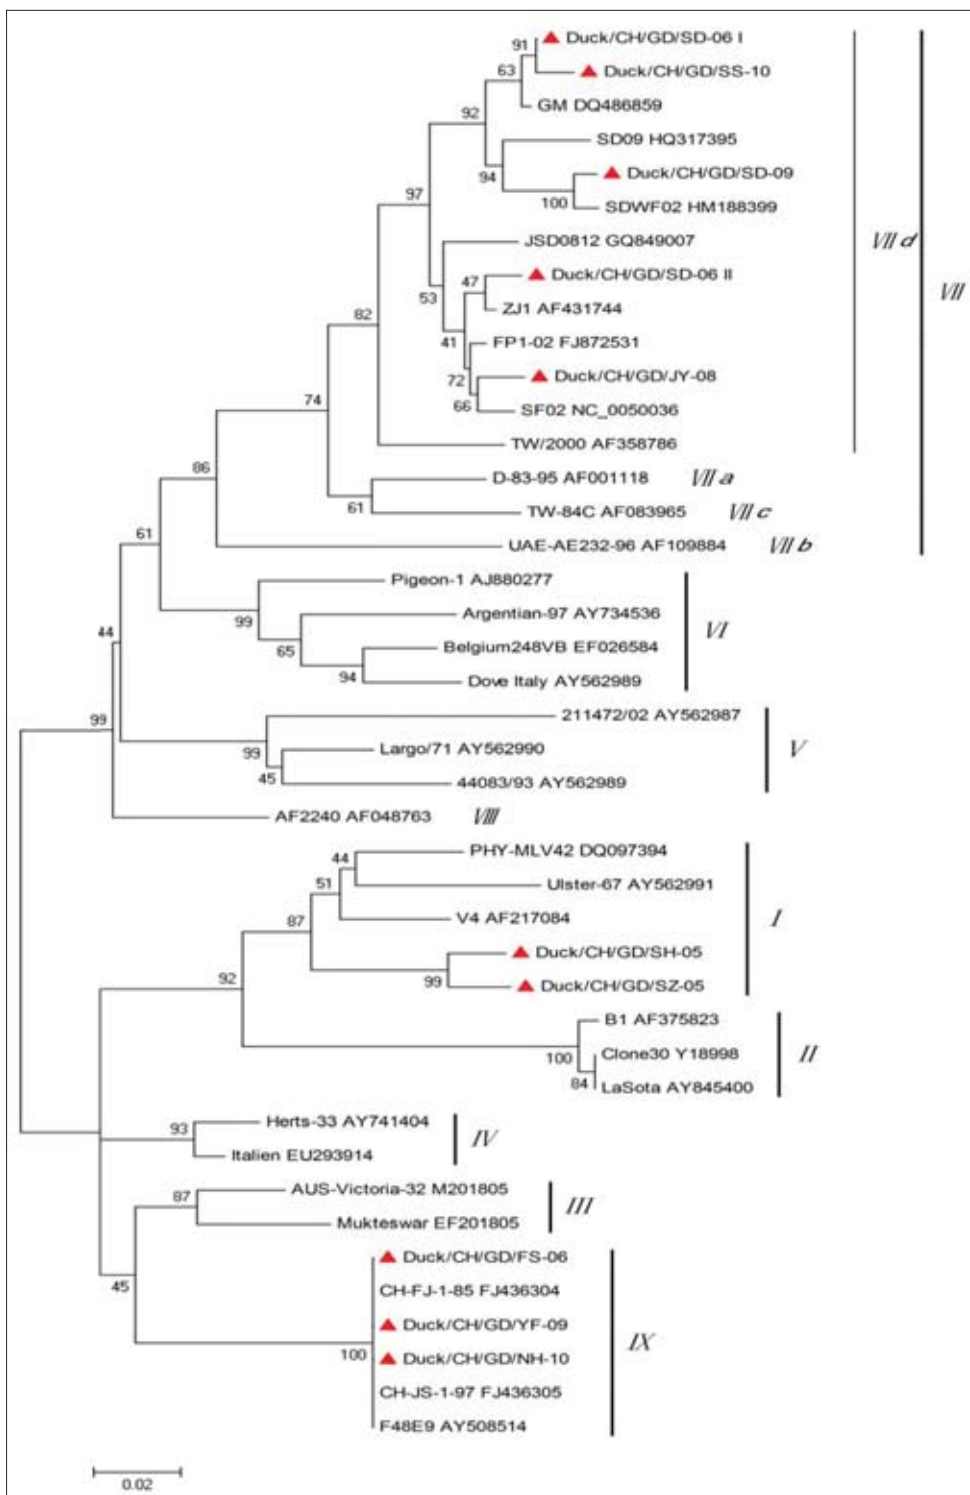 91 Duck/CH/GD/SD-06 I
63 Duck/CH/GD/SS-10
92 GM DQ486859
SD09 HQ317395
94 Duck/CH/GD/SD-09
97 100 SDWF02 HM188399
JSD0812 GQ849007 VII d
47 Duck/CH/GD/SD-06 II VII
53 ZJ1 AF431744
82 41 FP1-02 FJ872531
72 Duck/CH/GD/JY-08
74 66 SF02 NC_0050036
TW/2000 AF358786
86 D-83-95 AF001118 VII a
61 TW-84C AF083965 VII c
61 UAE-AE232-96 AF109884 VII b
Pigeon-1 AJ880277
99 Argentian-97 AY734536
44 65 Belgium248VB EF026584 VI
94 Dove Italy AY562989
99 211472/02 AY562987
99 Largo/71 AY562990 V
45 44083/93 AY562989
AF2240 AF048763 VIII
44 PHY-MLV42 DQ097394
51 Ulster-67 AY562991
87 V4 AF217084 I
Duck/CH/GD/SH-05
92 99 Duck/CH/GD/SZ-05
B1 AF375823
100 Clone30 Y18998 II
84 LaSota AY845400
93 Herts-33 AY741404 IV
Italien EU293914
87 AUS-Victoria-32 M201805 III
Mukteswar EF201805
Duck/CH/GD/FS-06
45 CH-FJ-1-85 FJ436304
Duck/CH/GD/YF-09 IX
100 Duck/CH/GD/NH-10
CH-JS-1-97 FJ436305
F48E9 AY508514
0.02